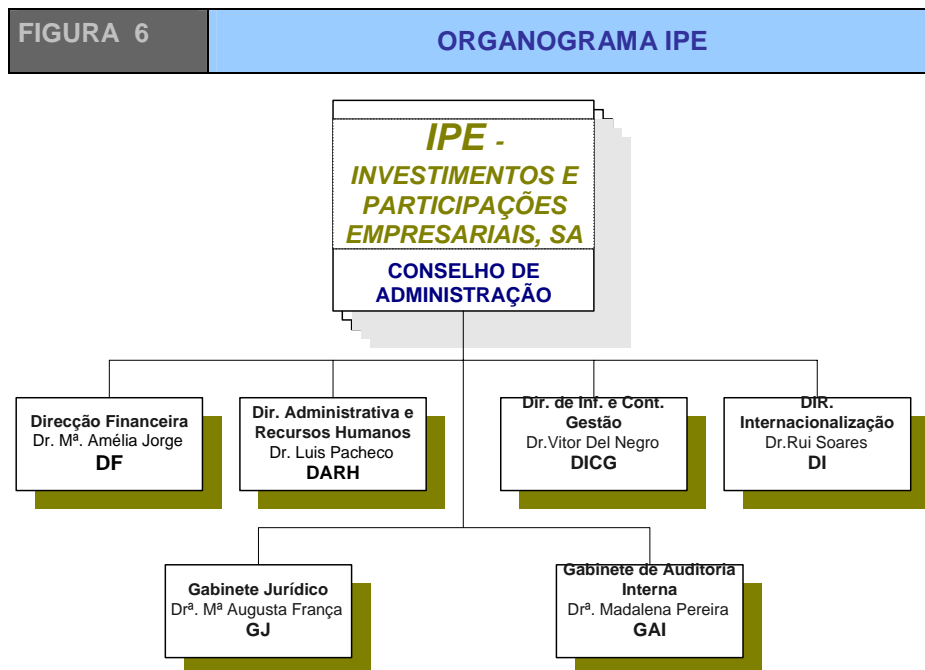 FIGURA 6
ORGANOGRAMA IPE
IPE -
INVESTIMENTOS E
PARTICIPAÇÕES
EMPRESARIAIS, SA
CONSELHO DE
ADMINISTRAÇÃO
Direcção Financeira
Dr. Mª. Amélia Jorge
DF
Dir. Administrativa e
Recursos Humanos
Dr. Luis Pacheco
DARH
Dir. de Inf. e Cont.
Gestão
Dr.Vitor Del Negro
DICG
DIR.
Internacionalização
Dr.Rui Soares
DI
Gabinete Jurídico
Drª. Mª Augusta França
GJ
Gabinete de Auditoria
Interna
Drª. Madalena Pereira
GAI